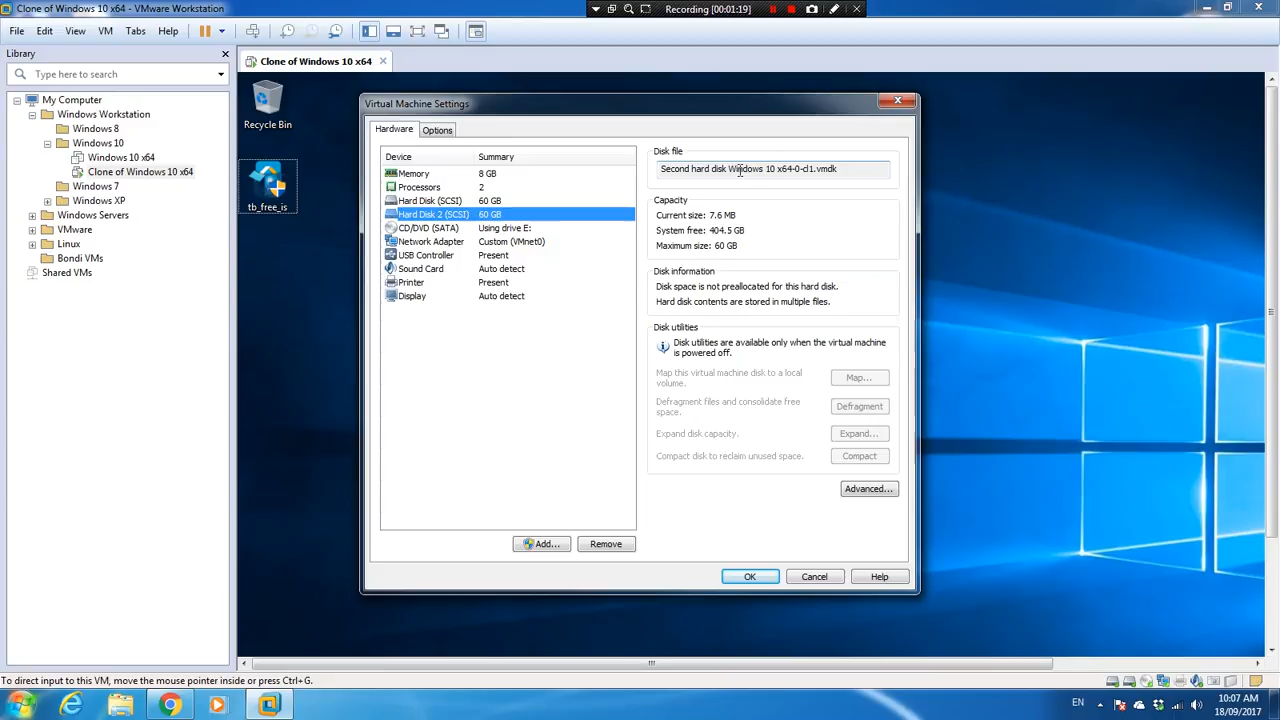 Clone of Windows 10 x64 - VMware Workstation
Recording [00:01:19]
File Edit View VM Tabs Help
Library
Type here to search
My Computer
Windows Workstation
Windows 8
Windows 10
Windows 10 x64
Clone of Windows 10 x64
Windows 7
Windows XP
Windows Servers
VMware
Linux
Bondi VMs
Shared VMs
Clone of Windows 10 x64
Recycle Bin
tb_free_is
Virtual Machine Settings
Hardware Options
Device Summary
Memory 8 GB
Processors 2
Hard Disk (SCSI) 60 GB
Hard Disk 2 (SCSI) 60 GB
CD/DVD (SATA) Using drive E:
Network Adapter Custom (VMnet0)
USB Controller Present
Sound Card Auto detect
Printer Present
Display Auto detect
Add... Remove
Disk file
Second hard disk Windows 10 x64-0-cl1.vmdk
Capacity
Current size: 7.6 MB
System free: 404.5 GB
Maximum size: 60 GB
Disk information
Disk space is not preallocated for this hard disk.
Hard disk contents are stored in multiple files.
Disk utilities
Disk utilities are available only when the virtual machine
is powered off.
Map this virtual machine disk to a local
volume.
Map...
Defragment files and consolidate free
space.
Defragment
Expand disk capacity.
Expand...
Compact disk to reclaim unused space.
Compact
Advanced...
OK Cancel Help
To direct input to this VM, move the mouse pointer inside or press Ctrl+G.
EN
10:07 AM
18/09/2017